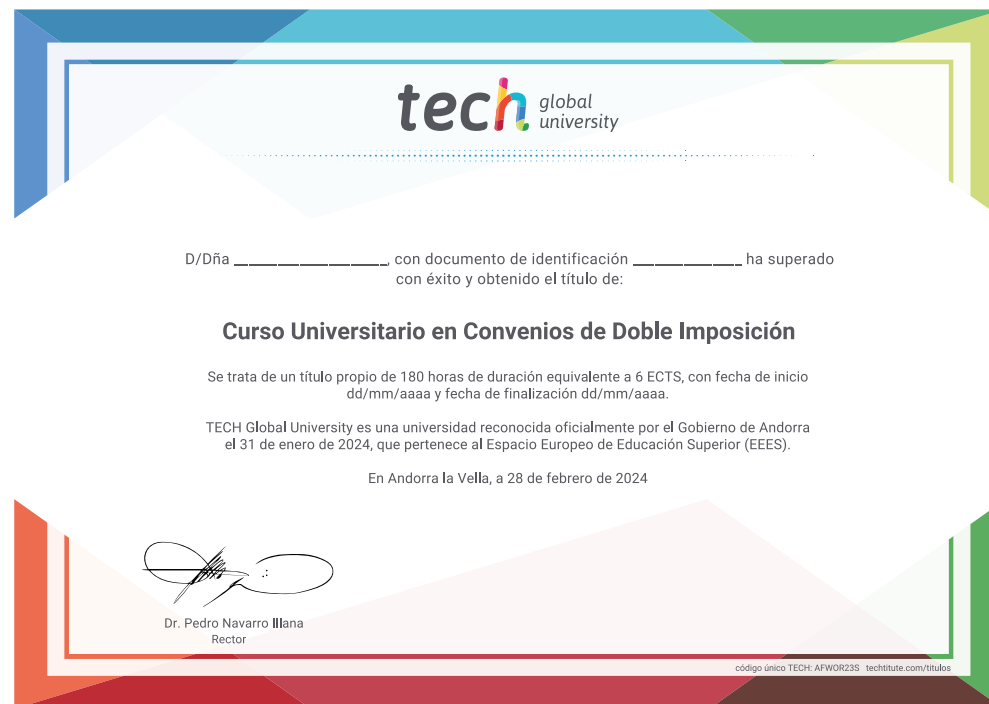 tech global
university
D/Dña ______________, con documento de identificación __________ ha superado
con éxito y obtenido el título de:
Curso Universitario en Convenios de Doble Imposición
Se trata de un título propio de 180 horas de duración equivalente a 6 ECTS, con fecha de inicio
dd/mm/aaaa y fecha de finalización dd/mm/aaaa.
TECH Global University es una universidad reconocida oficialmente por el Gobierno de Andorra
el 31 de enero de 2024, que pertenece al Espacio Europeo de Educación Superior (EEES).
En Andorra la Vella, a 28 de febrero de 2024
Dr. Pedro Navarro Illana
Rector
código único TECH: AFWOR23S techtitute.com/titulos